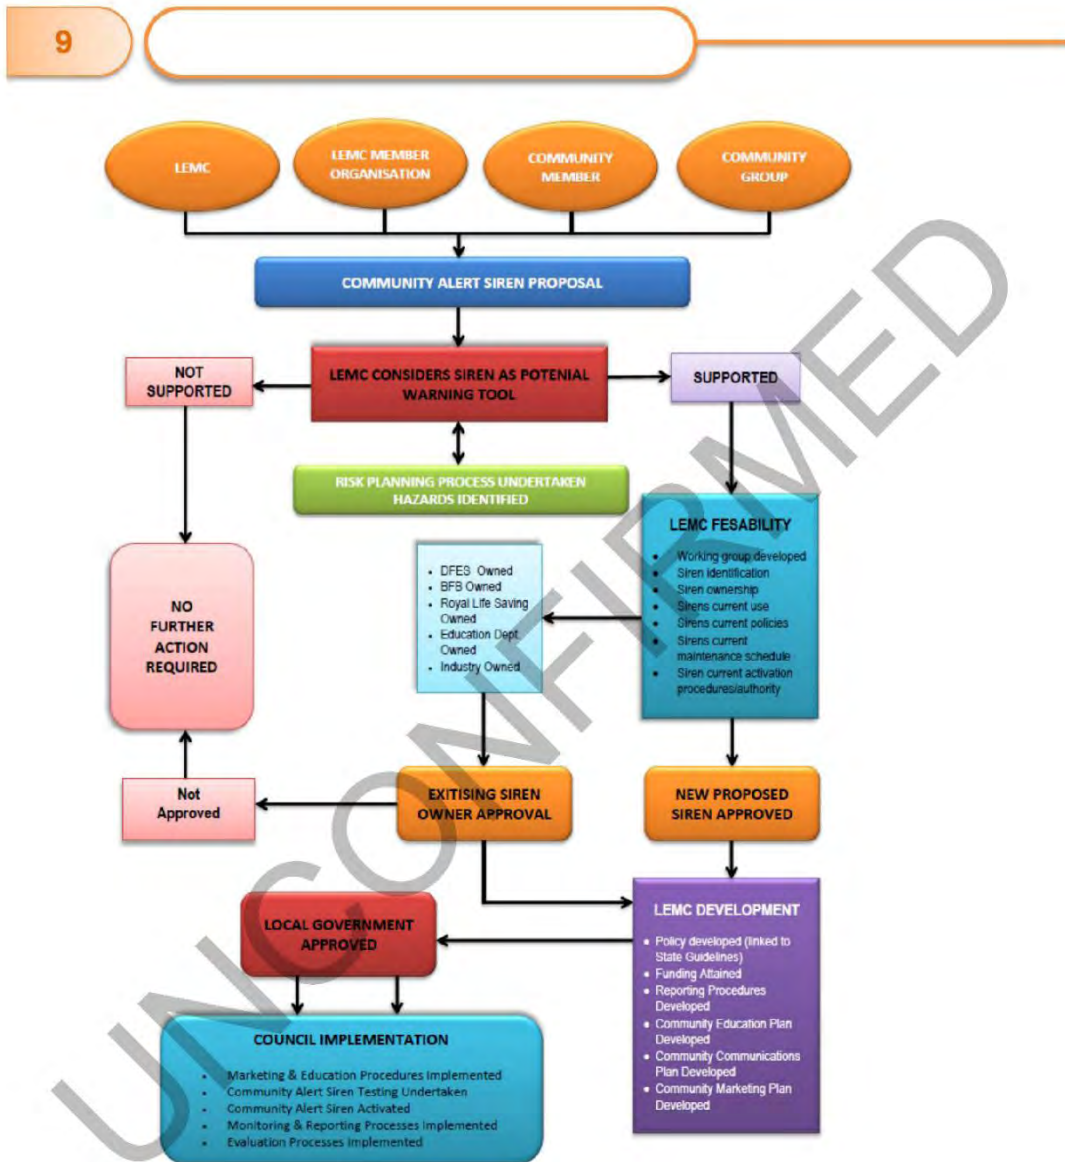 9
LEMC
LEMC MEMBER
ORGANISATION
COMMUNITY
MEMBER
COMMUNITY
GROUP
COMMUNITY ALERT SIREN PROPOSAL
NOT
SUPPORTED
LEMC CONSIDERS SIREN AS POTENIAL
WARNING TOOL
SUPPORTED
RISK PLANNING PROCESS UNDERTAKEN
HAZARDS IDENTIFIED
LEMC FESABILITY
• Working group developed
• Siren identification
• Siren ownership
• Sirens current use
• Sirens current policies
• Sirens current
maintenance schedule
• Siren current activation
procedures/authority
• DFES Owned
• BFB Owned
• Royal Life Saving
Owned
• Education Dept.
Owned
• Industry Owned
NO
FURTHER
ACTION
REQUIRED
Not
Approved
EXITISING SIREN
OWNER APPROVAL
NEW PROPOSED
SIREN APPROVED
LEMC DEVELOPMENT
• Policy developed (linked to
State Guidelines)
• Funding Attained
• Reporting Procedures
Developed
• Community Education Plan
Developed
• Community Communications
Plan Developed
• Community Marketing Plan
Developed
LOCAL GOVERNMENT
APPROVED
COUNCIL IMPLEMENTATION
• Marketing & Education Procedures Implemented
• Community Alert Siren Testing Undertaken
• Community Alert Siren Activated
• Monitoring & Reporting Processes Implemented
• Evaluation Processes Implemented
UNCONFIRMED